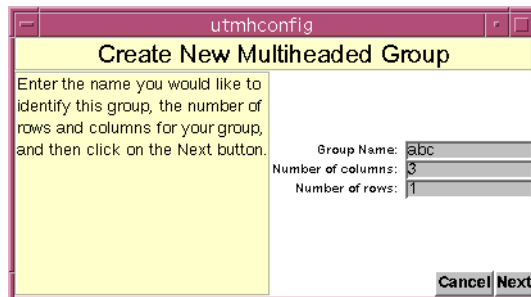 utmhconfig
Create New Multiheaded Group
Enter the name you would like to
identify this group, the number of
rows and columns for your group,
and then click on the Next button.
Group Name: abc
Number of columns: 3
Number of rows: 1
Cancel Next